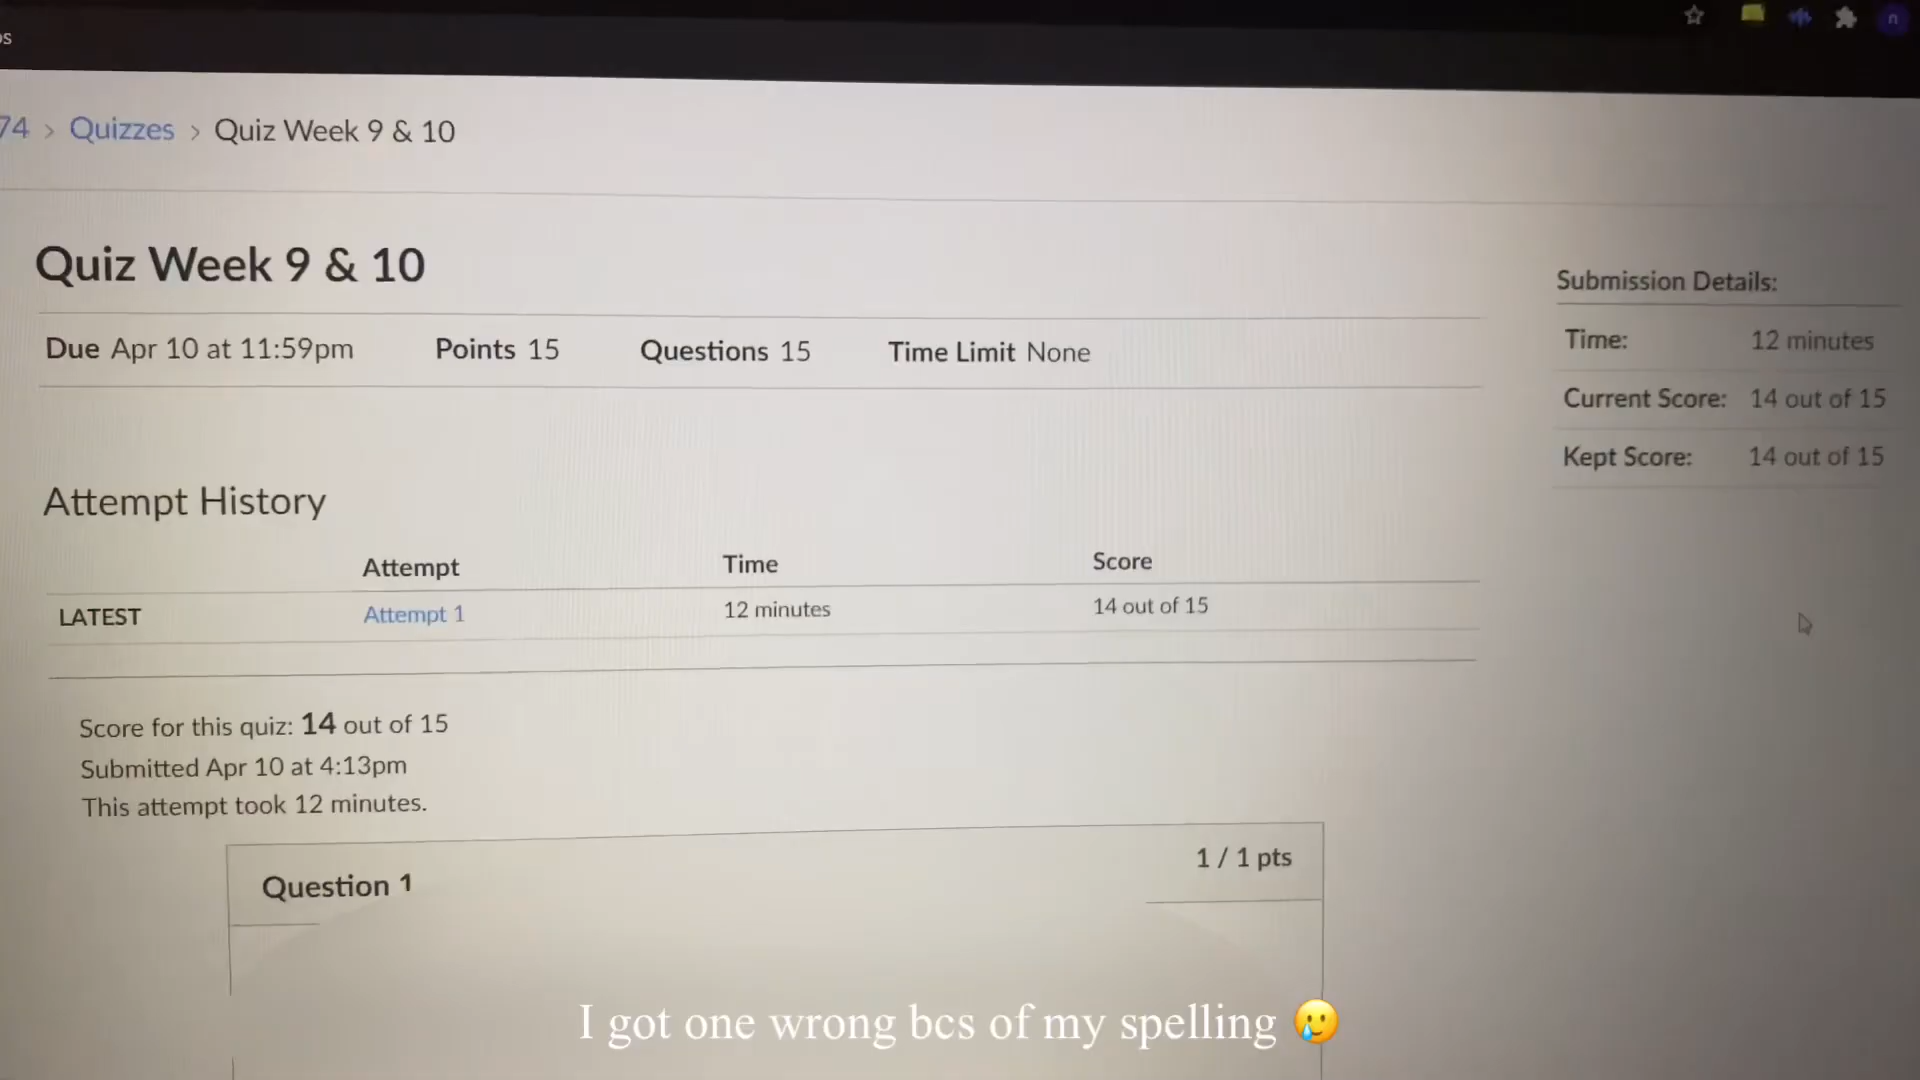 os
74 > Quizzes > Quiz Week 9 & 10
Quiz Week 9 & 10
Due Apr 10 at 11:59pm Points 15 Questions 15 Time Limit None
Submission Details:
Time: 12 minutes
Current Score: 14 out of 15
Kept Score: 14 out of 15
Attempt History
Attempt Time Score
LATEST Attempt 1 12 minutes 14 out of 15
Score for this quiz: 14 out of 15
Submitted Apr 10 at 4:13pm
This attempt took 12 minutes.
Question 1 1 / 1 pts
I got one wrong bcs of my spelling 🥲